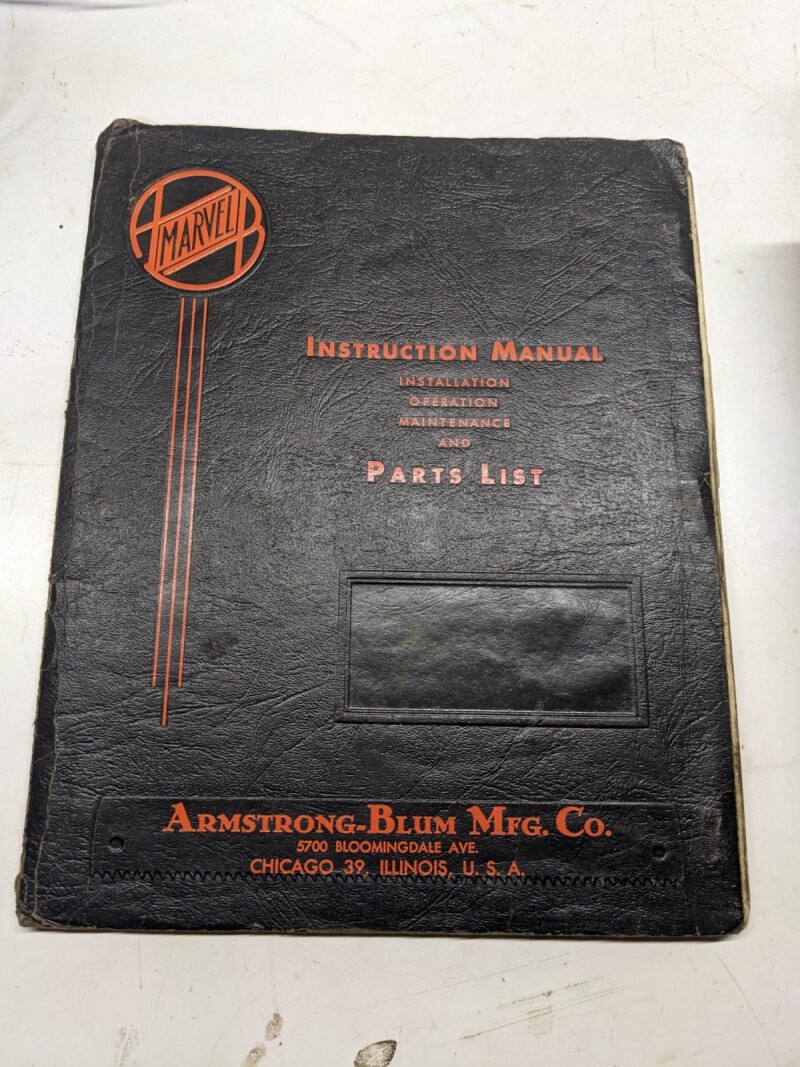 A MARVEL B
INSTRUCTION MANUAL
INSTALLATION
OPERATION
MAINTENANCE
AND
PARTS LIST
ARMSTRONG-BLUM MFG. CO.
5700 BLOOMINGDALE AVE.
CHICAGO 39, ILLINOIS, U. S. A.